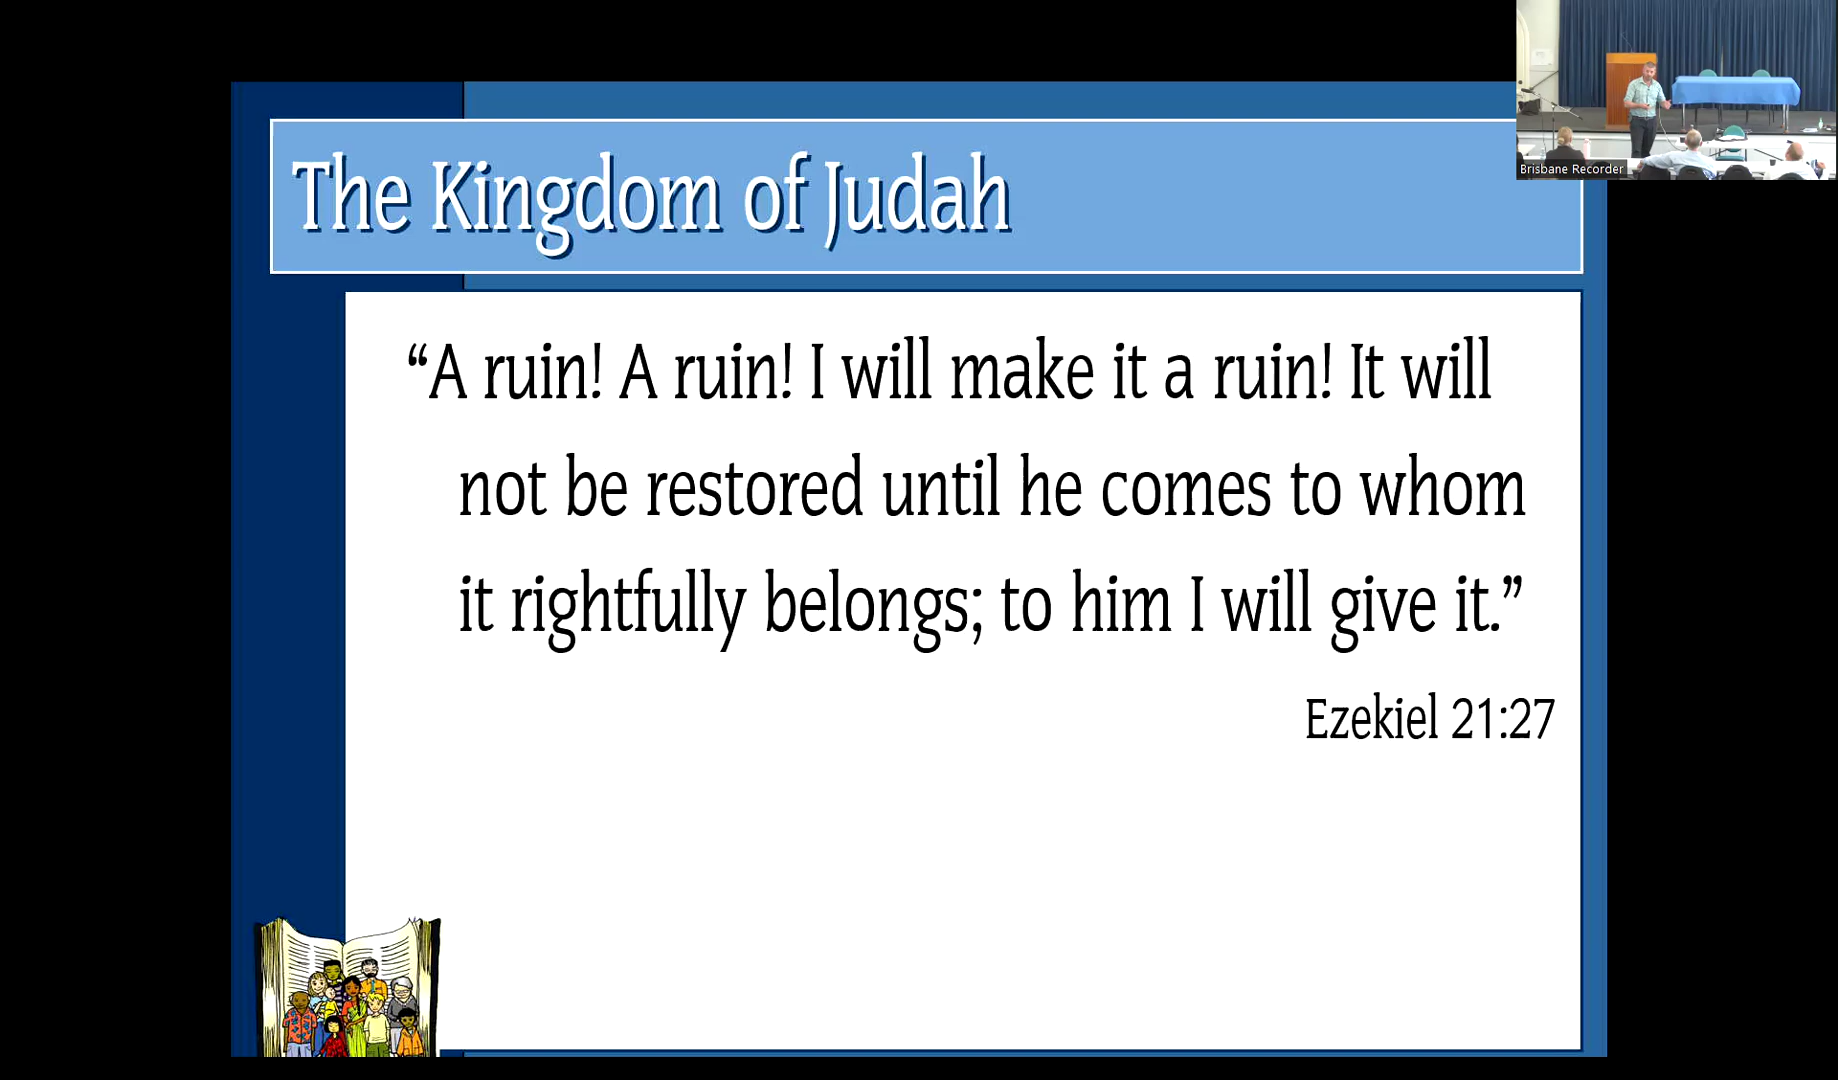 The Kingdom of Judah
“A ruin! A ruin! I will make it a ruin! It will
not be restored until he comes to whom
it rightfully belongs; to him I will give it.”
Ezekiel 21:27
Brisbane Recorder